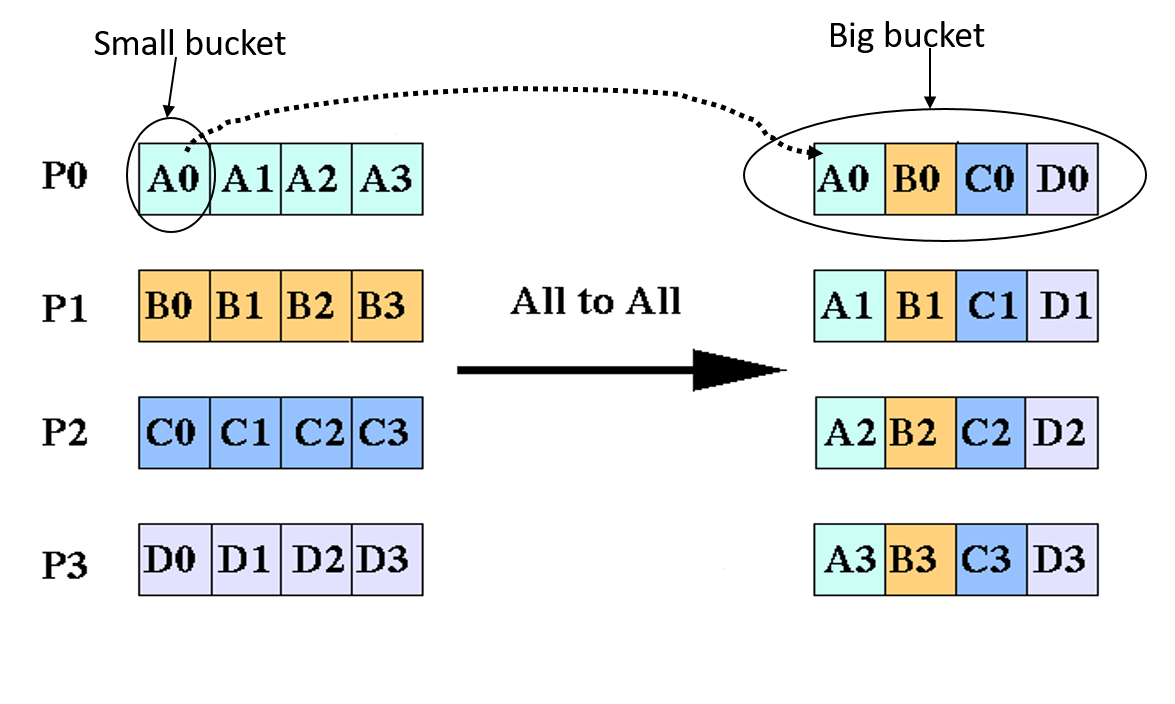 Small bucket
Big bucket
P0 A0 A1 A2 A3 A0 B0 C0 D0
P1 B0 B1 B2 B3 All to All A1 B1 C1 D1
P2 C0 C1 C2 C3 A2 B2 C2 D2
P3 D0 D1 D2 D3 A3 B3 C3 D3